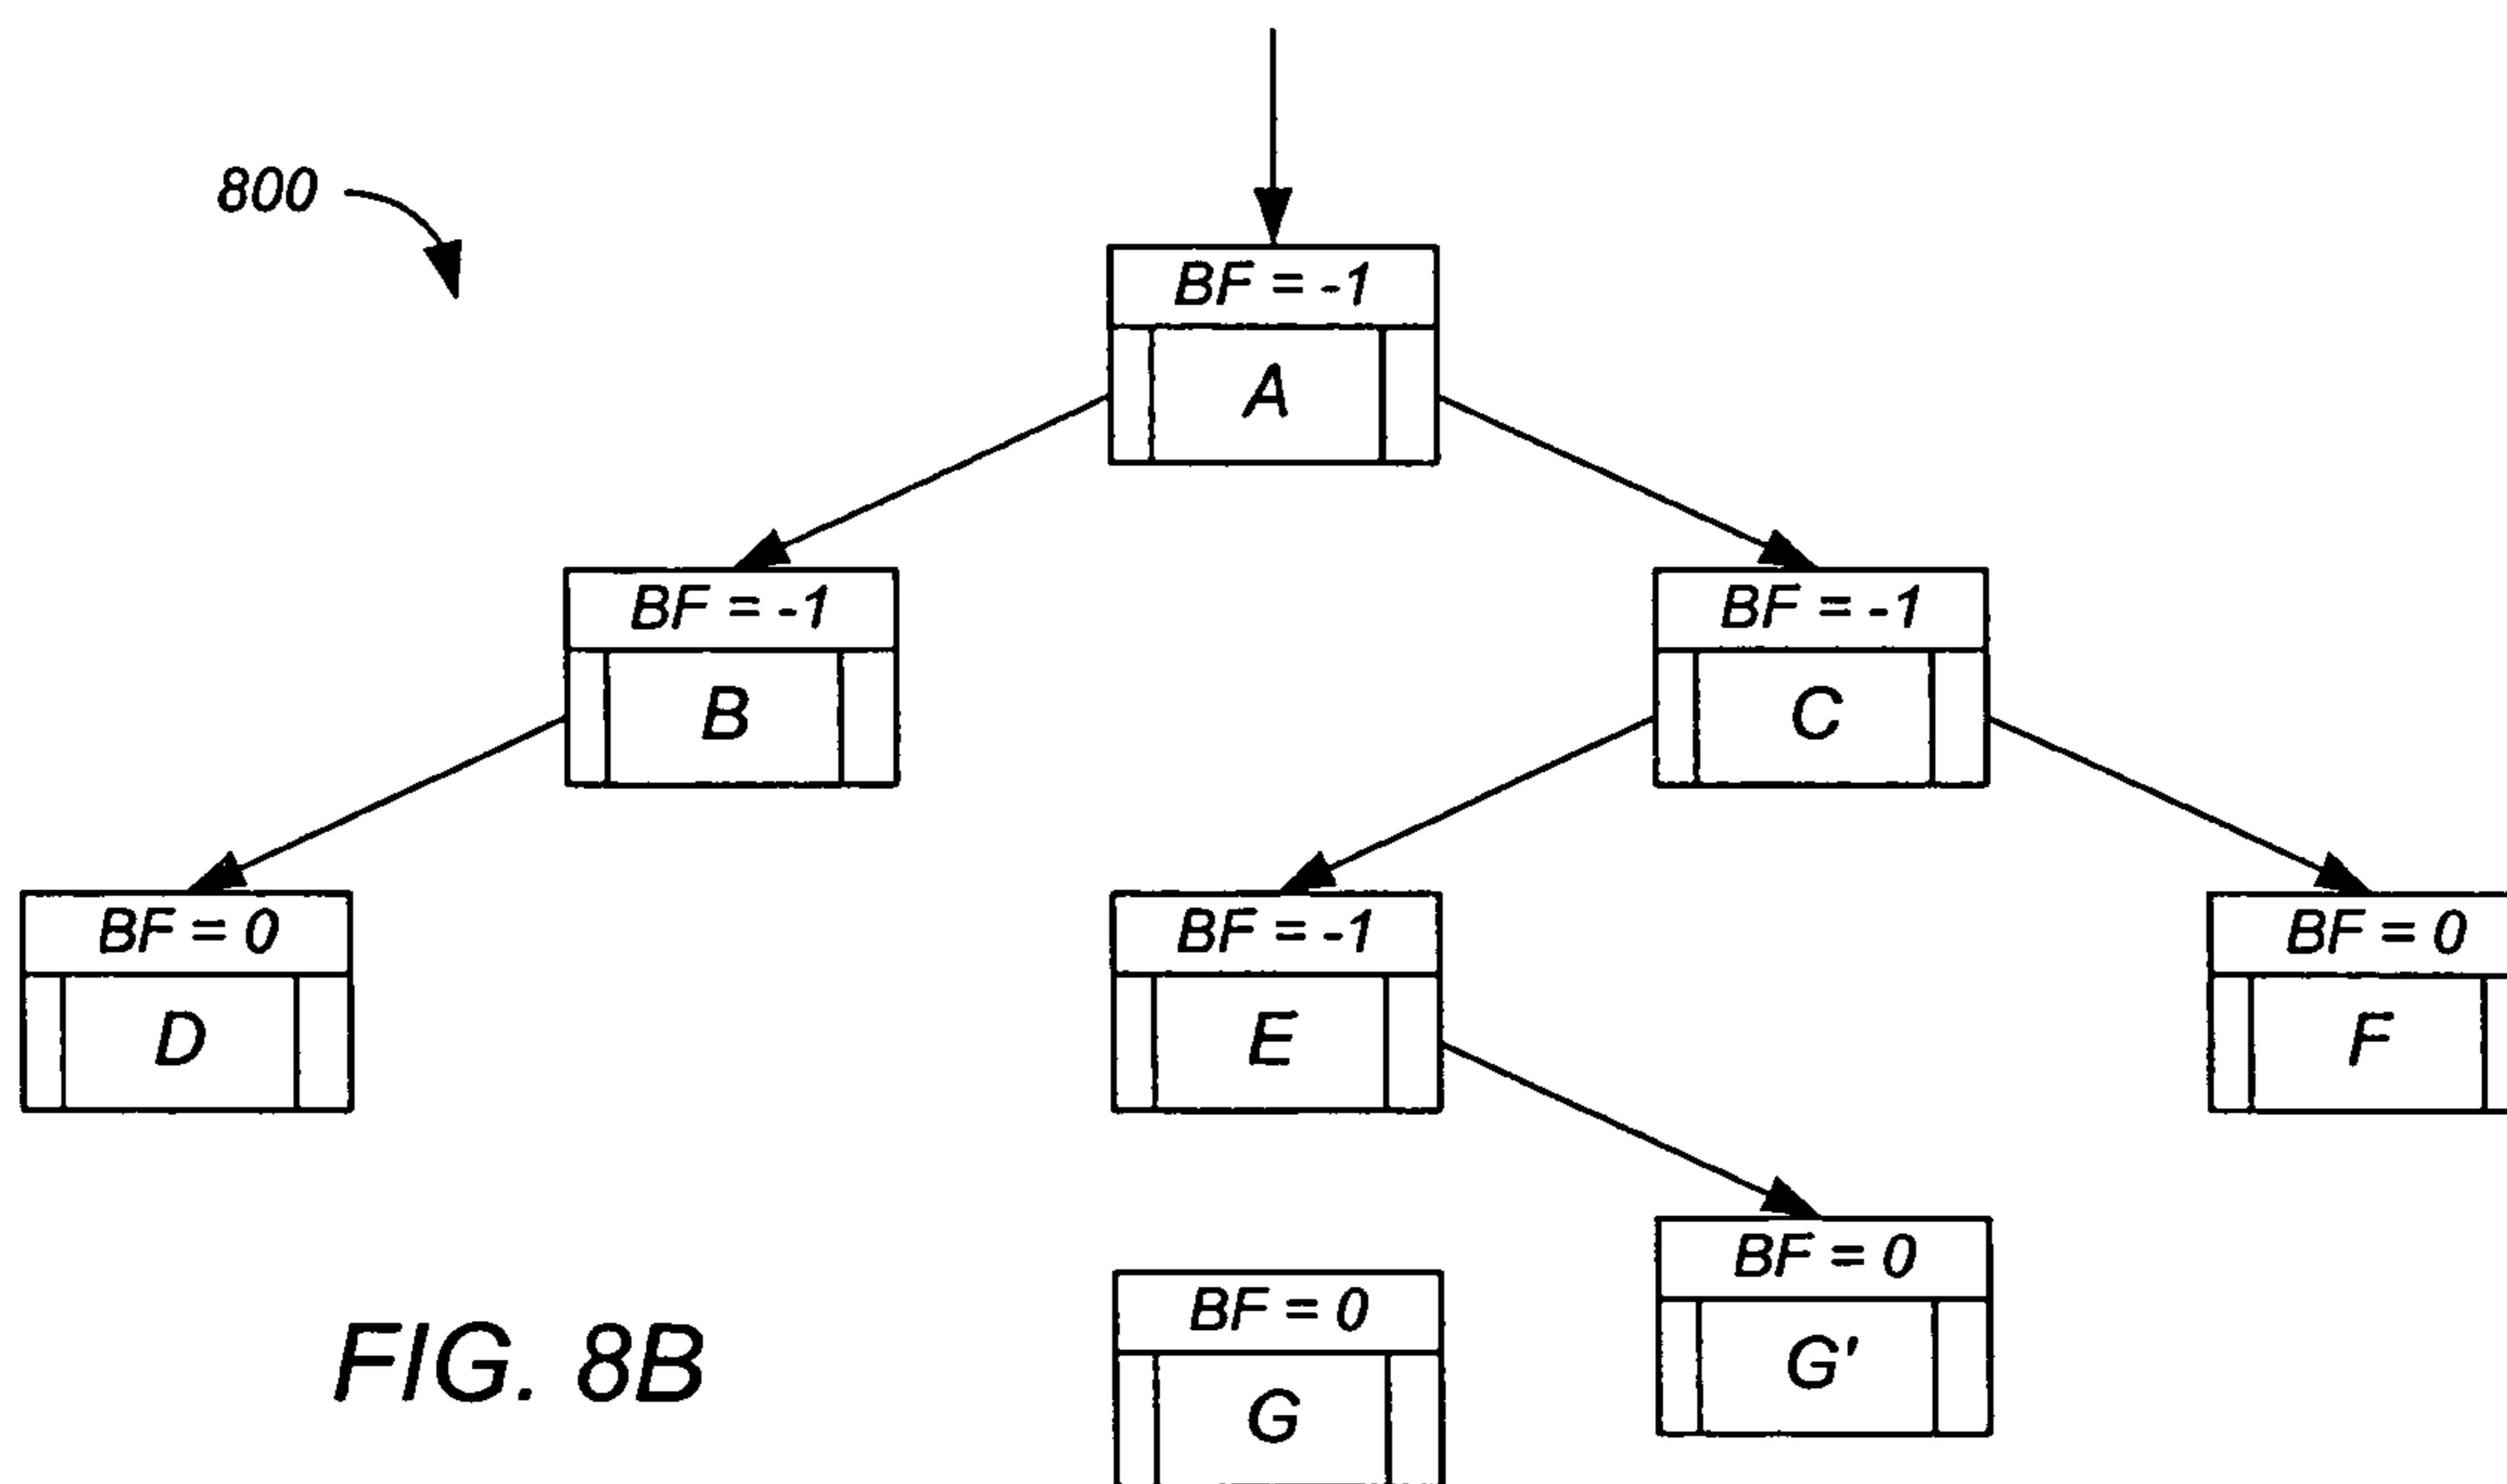 800
BF = -1
A
BF = -1
BF = -1
B
C
BF = 0
BF = -1
BF = 0
D
E
F
BF = 0
BF = 0
G'
FIG. 8B
G